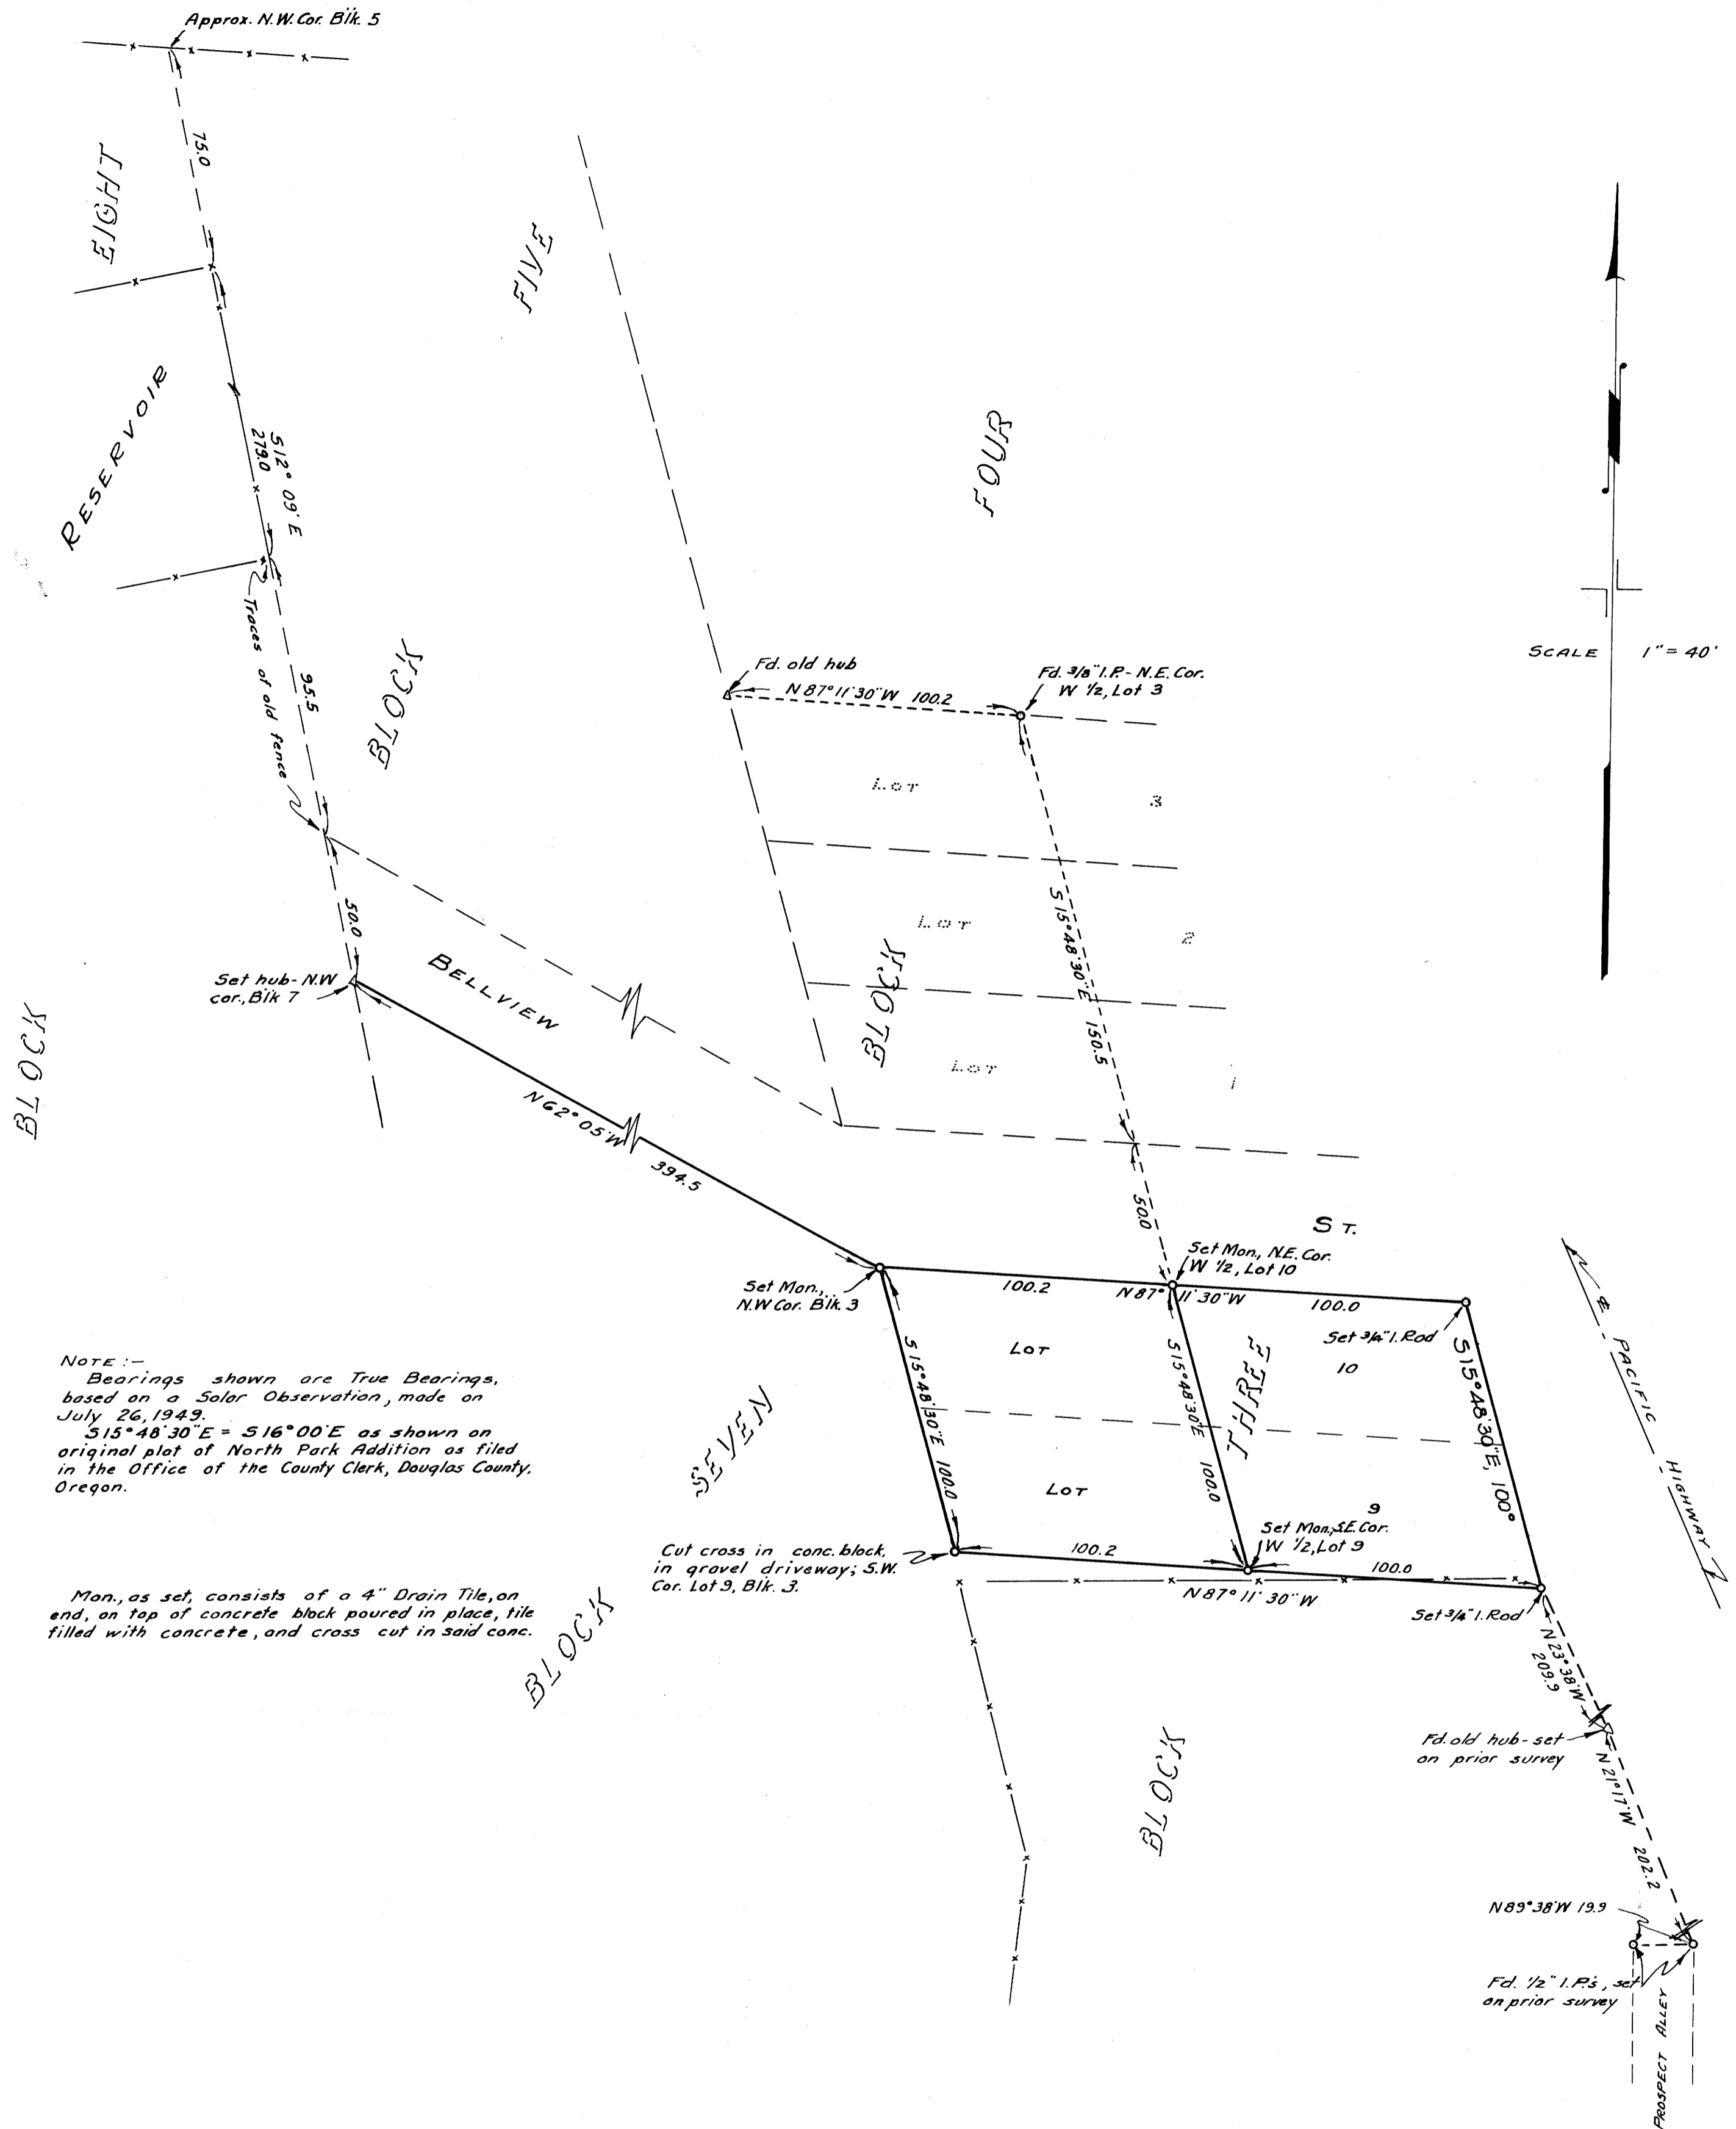 Approx. N.W. Cor. Blk. 5
75.0
EIGHT
FIVE
RESERVOIR
S12° 09' E
279.0
FOUR
Traces of old fence
95.5
BLOCK
SCALE 1" = 40'
Fd. old hub
N 87° 11' 30" W 100.2
Fd. 3/8" I.P. - N.E. Cor.
W 1/2, Lot 3
LOT 3
S 15° 48' 30" E 150.5
LOT 2
BLOCK
LOT 1
50.0
Set hub - N.W
cor., Blk 7
BELLVIEW
BLOCK
N62° 05' W
394.5
50.0
ST.
Set Mon., N.E. Cor.
W 1/2, Lot 10
Set Mon.,
N.W Cor. Blk. 3
100.2
N 87° 11' 30" W
100.0
Set 3/4" I. Rod
LOT
10
THREE
S 15° 48' 30" E 100.0
S 15° 48' 30" E 100.0
S 15° 48' 30" E, 100°
℄ PACIFIC HIGHWAY
NOTE :-
Bearings shown are True Bearings,
based on a Solar Observation, made on
July 26, 1949.
S15° 48' 30" E = S 16° 00' E as shown on
original plat of North Park Addition as filed
in the Office of the County Clerk, Douglas County,
Oregon.
SEVEN
LOT
9
Set Mon., S.E. Cor.
W 1/2, Lot 9
Cut cross in conc. block,
in gravel driveway; S.W.
Cor. Lot 9, Blk. 3.
100.2
100.0
N 87° 11' 30" W
Set 3/4" I. Rod
Mon., as set, consists of a 4" Drain Tile, on
end, on top of concrete block poured in place, tile
filled with concrete, and cross cut in said conc.
BLOCK
N 23° 38' W
209.9
BLOCK
Fd. old hub - set
on prior survey
N 21° 17' W 202.2
N 89° 38' W 19.9
Fd. 1/2" I.P.s, set
on prior survey
PROSPECT ALLEY